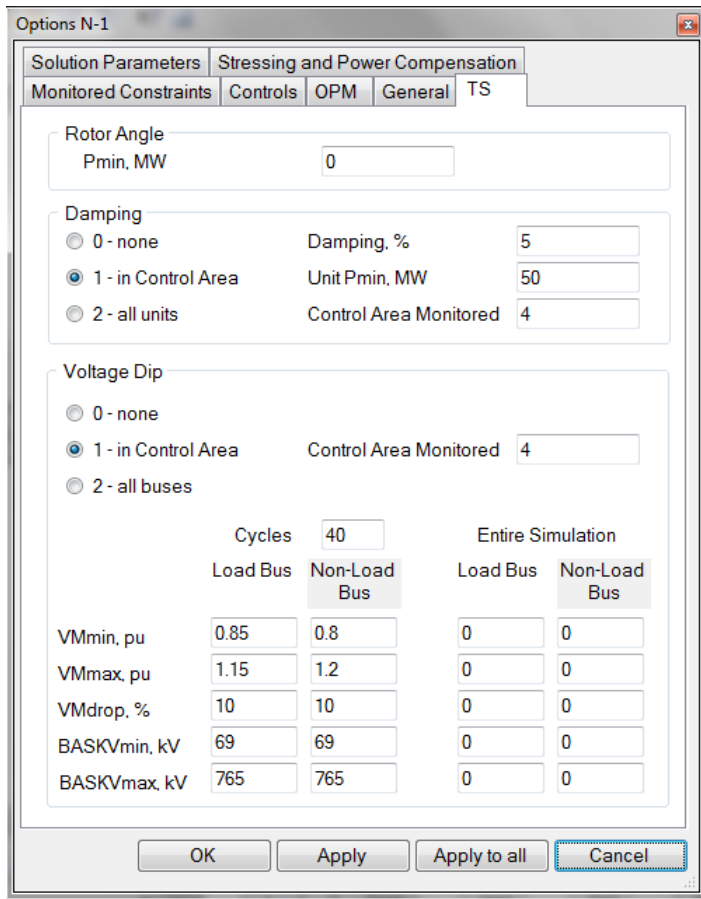 Options N-1
Solution Parameters Stressing and Power Compensation
Monitored Constraints Controls OPM General TS
Rotor Angle
Pmin, MW 0
Damping
0 - none Damping, % 5
1 - in Control Area Unit Pmin, MW 50
2 - all units Control Area Monitored 4
Voltage Dip
0 - none
1 - in Control Area Control Area Monitored 4
2 - all buses
Cycles 40 Entire Simulation
Load Bus Non-Load Load Bus Non-Load
Bus Bus
VMmin, pu 0.85 0.8 0 0
VMmax, pu 1.15 1.2 0 0
VMdrop, % 10 10 0 0
BASKVmin, kV 69 69 0 0
BASKVmax, kV 765 765 0 0
OK Apply Apply to all Cancel